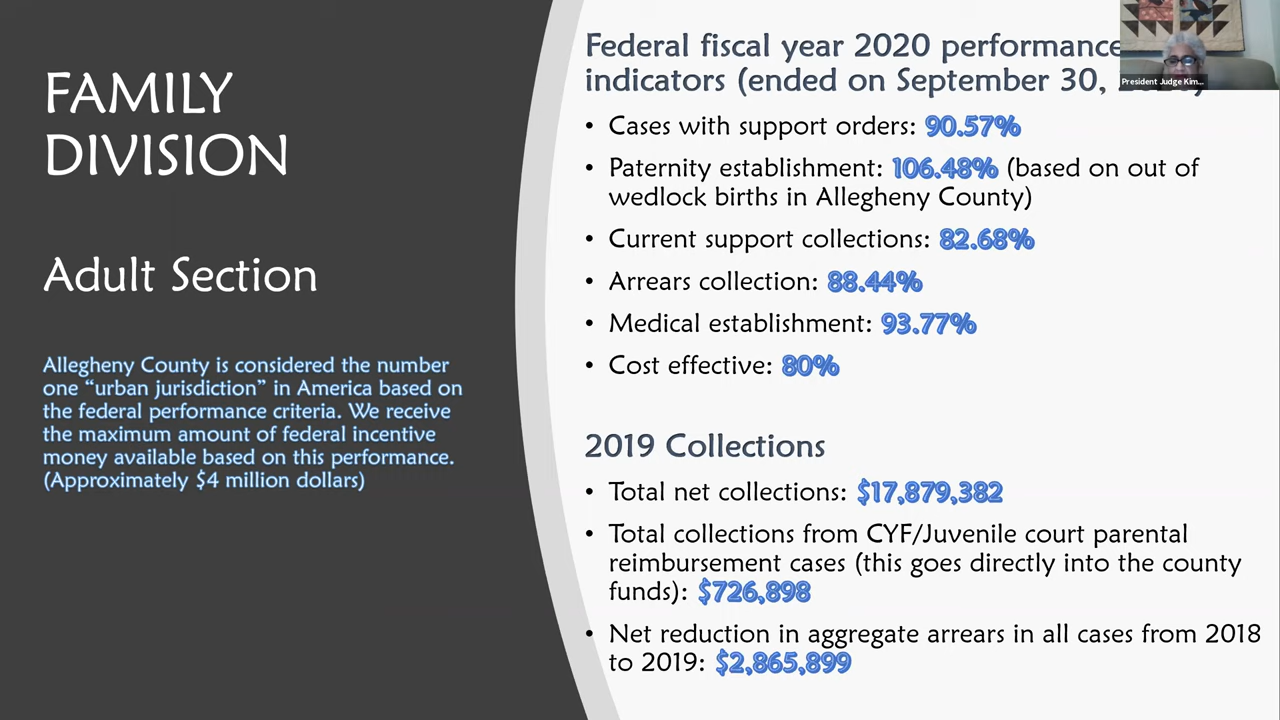 FAMILY
DIVISION
Adult Section
Allegheny County is considered the number
one “urban jurisdiction” in America based on
the federal performance criteria. We receive
the maximum amount of federal incentive
money available based on this performance.
(Approximately $4 million dollars)
Federal fiscal year 2020 performance
indicators (ended on September 30,
• Cases with support orders: 90.57%
• Paternity establishment: 106.48% (based on out of
wedlock births in Allegheny County)
• Current support collections: 82.68%
• Arrears collection: 88.44%
• Medical establishment: 93.77%
• Cost effective: 80%
2019 Collections
• Total net collections: $17,879,382
• Total collections from CYF/Juvenile court parental
reimbursement cases (this goes directly into the county
funds): $726,898
• Net reduction in aggregate arrears in all cases from 2018
to 2019: $2,865,899
President Judge Kim...